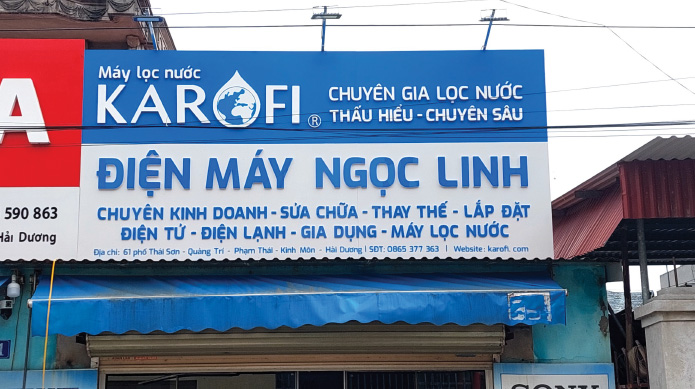 Máy lọc nước
KAROFI ®
CHUYÊN GIA LỌC NƯỚC
THẤU HIỂU - CHUYÊN SÂU
ĐIỆN MÁY NGỌC LINH
CHUYÊN KINH DOANH - SỬA CHỮA - THAY THẾ - LẮP ĐẶT
ĐIỆN TỬ - ĐIỆN LẠNH - GIA DỤNG - MÁY LỌC NƯỚC
Địa chỉ: 61 phố Thái Sơn - Quảng Trí - Phạm Thái - Kinh Môn - Hải Dương | SĐT: 0865 377 363 | Website: karofi.com
A
590 863
Hải Dương
61
SONY